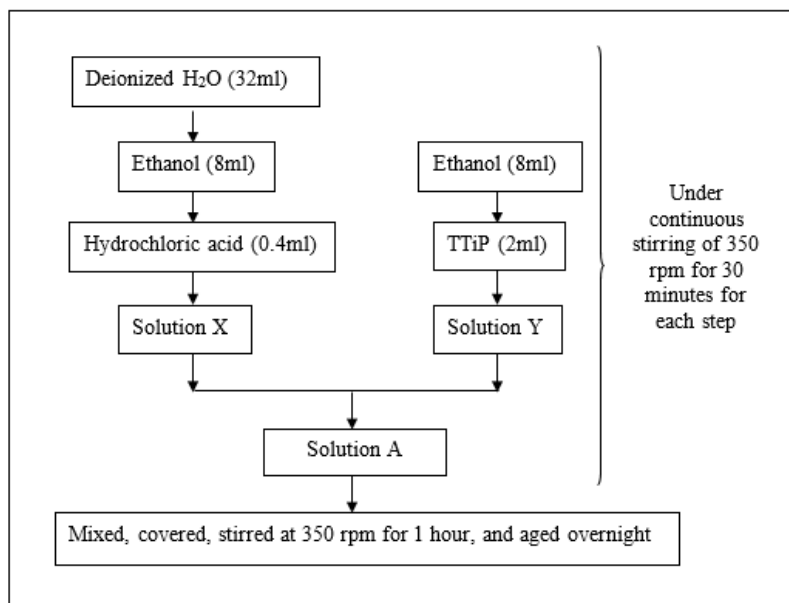 Deionized H₂O (32ml)
Ethanol (8ml)
Hydrochloric acid (0.4ml)
Solution X
Ethanol (8ml)
TTiP (2ml)
Solution Y
Under
continuous
stirring of 350
rpm for 30
minutes for
each step
Solution A
Mixed, covered, stirred at 350 rpm for 1 hour, and aged overnight